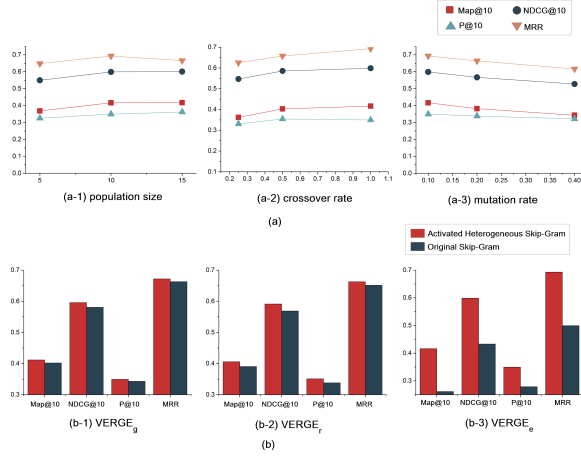 Map@10 NDCG@10
P@10 MRR
0.6
0.5
0.4
0.3
0.2
0.1
0.0
5 10 15
(a-1) population size
0.7
0.6
0.5
0.4
0.3
0.2
0.1
0.2 0.3 0.4 0.5 0.6 0.7 0.8 0.9 1.0 1.1
(a-2) crossover rate
0.7
0.6
0.5
0.4
0.3
0.2
0.1
0.0
0.10 0.20 0.30 0.40
(a-3) mutation rate
(a)
Activated Heterogeneous Skip-Gram
Original Skip-Gram
0.7
0.6
0.5
0.4
0.3
Map@10 NDCG@10 P@10 MRR
(b-1) VERGEg
0.7
0.6
0.5
0.4
0.3
Map@10 NDCG@10 P@10 MRR
(b-2) VERGEr
0.7
0.6
0.5
0.4
0.3
Map@10 NDCG@10 P@10 MRR
(b-3) VERGEe
(b)